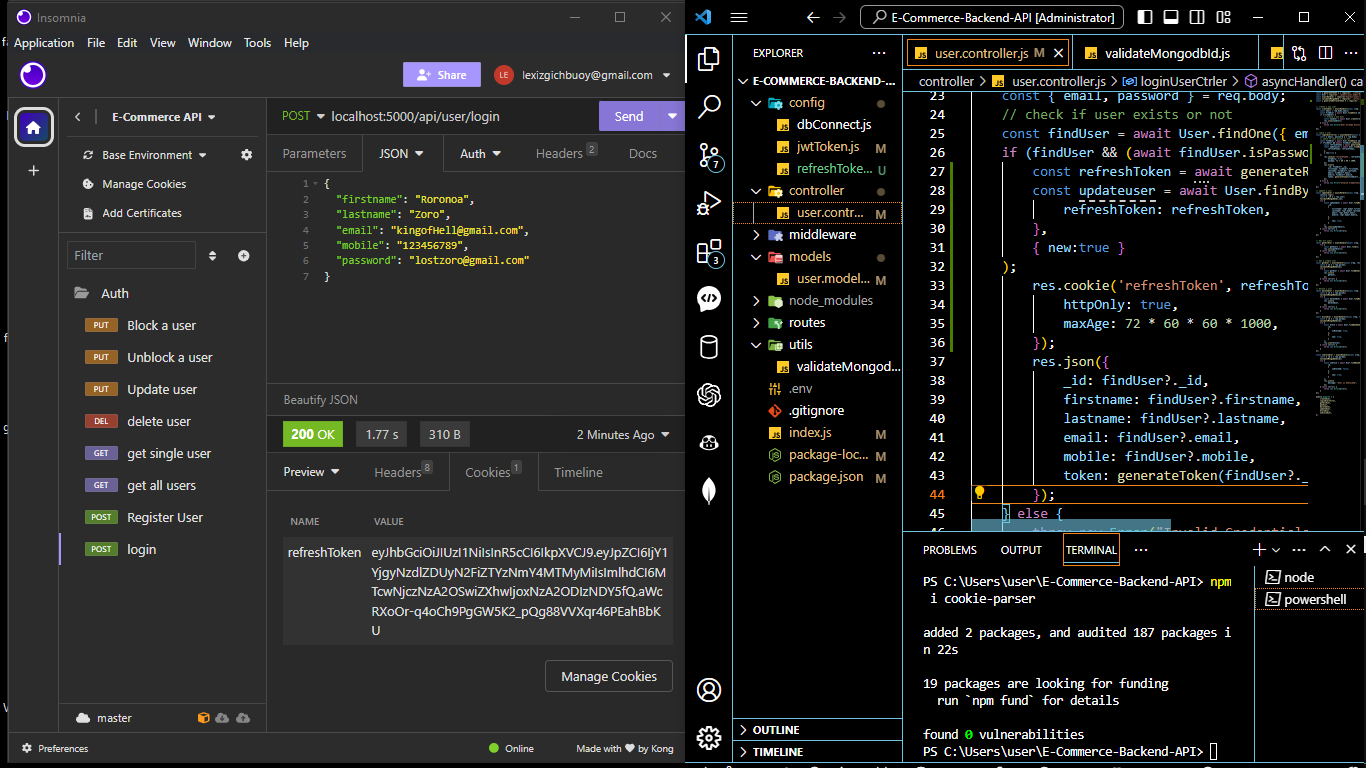 Insomnia
Application File Edit View Window Tools Help
Share
LE lexizgichbuoy@gmail.com
E-Commerce API
Base Environment
Manage Cookies
Add Certificates
Filter
Auth
PUT Block a user
PUT Unblock a user
PUT Update user
DEL delete user
GET get single user
GET get all users
POST Register User
POST login
master
Preferences
Online
Made with by Kong
POST localhost:5000/api/user/login
Send
Parameters JSON Auth Headers 2 Docs
1 {
2 "firstname": "Roronoa",
3 "lastname": "Zoro",
4 "email": "kingofHell@gmail.com",
5 "mobile": "123456789",
6 "password": "lostzoro@gmail.com"
7 }
Beautify JSON
200 OK 1.77 s 310 B 2 Minutes Ago
Preview Headers 8 Cookies 1 Timeline
NAME VALUE
refreshToken
Manage Cookies
E-Commerce-Backend-API [Administrator]
7
3
EXPLORER
E-COMMERCE-BACKEND-...
config
dbConnect.js
jwtToken.js M
refreshToke... U
controller
user.contr... M
middleware
models
user.model... M
node_modules
routes
utils
validateMongod...
.env
.gitignore
index.js M
package-loc... M
package.json M
OUTLINE
TIMELINE
user.controller.js M
validateMongodbId.js
controller > user.controller.js > loginUserCtrler > asyncHandler() ca
23 const { email, password } = req.body;
24 // check if user exists or not
25 const findUser = await User.findOne({ em
26 if (findUser && (await findUser.isPasswo
27 const refreshToken = await generateR
28 const updateuser = await User.findBy
29 refreshToken: refreshToken,
30 },
31 { new:true }
32 );
33 res.cookie('refreshToken', refreshTo
34 httpOnly: true,
35 maxAge: 72 * 60 * 60 * 1000,
36 });
37 res.json({
38 _id: findUser?._id,
39 firstname: findUser?.firstname,
40 lastname: findUser?.lastname,
41 email: findUser?.email,
42 mobile: findUser?.mobile,
43 token: generateToken(findUser?._
44 });
45 } else {
PROBLEMS OUTPUT TERMINAL
PS C:\Users\user\E-Commerce-Backend-API> npm
i cookie-parser
added 2 packages, and audited 187 packages i
n 22s
19 packages are looking for funding
run `npm fund` for details
found 0 vulnerabilities
PS C:\Users\user\E-Commerce-Backend-API>
node
powershell